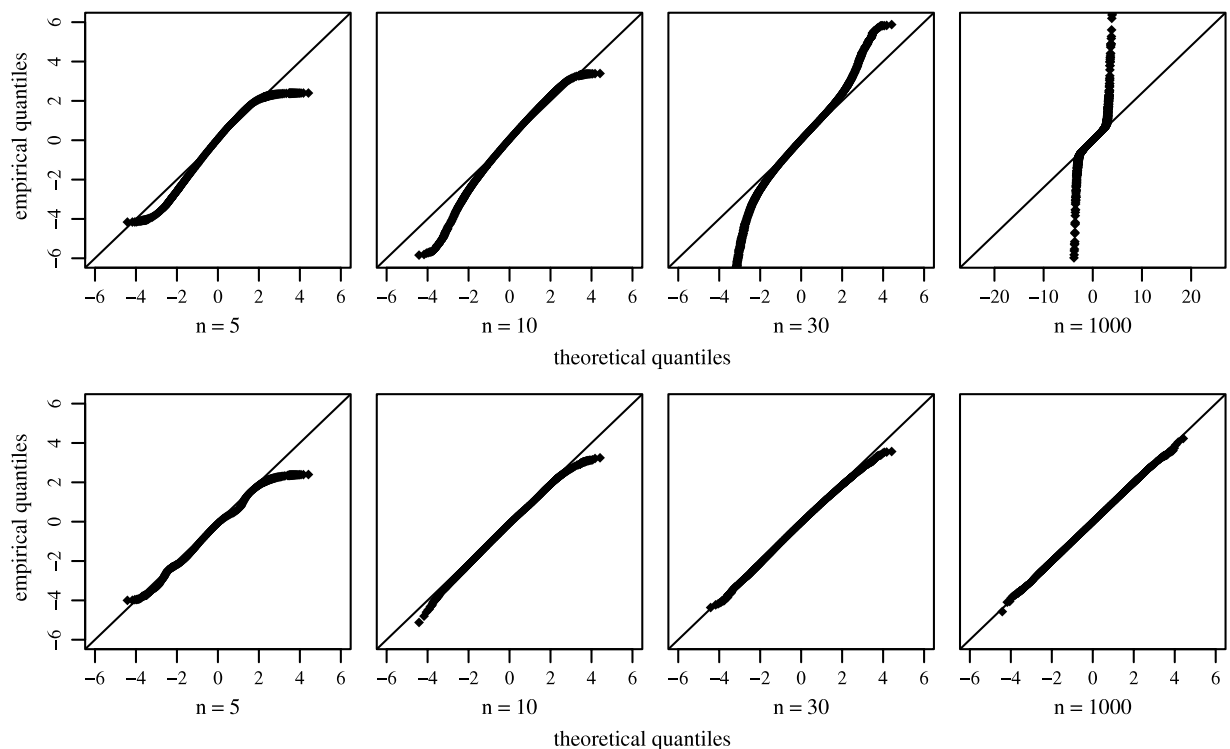 empirical quantiles
6
4
2
0
−2
−4
−6
−6 −4 −2 0 2 4 6
−6 −4 −2 0 2 4 6
−6 −4 −2 0 2 4 6
−20 −10 0 10 20
n = 5
n = 10
n = 30
n = 1000
theoretical quantiles
empirical quantiles
6
4
2
0
−2
−4
−6
−6 −4 −2 0 2 4 6
−6 −4 −2 0 2 4 6
−6 −4 −2 0 2 4 6
−6 −4 −2 0 2 4 6
n = 5
n = 10
n = 30
n = 1000
theoretical quantiles